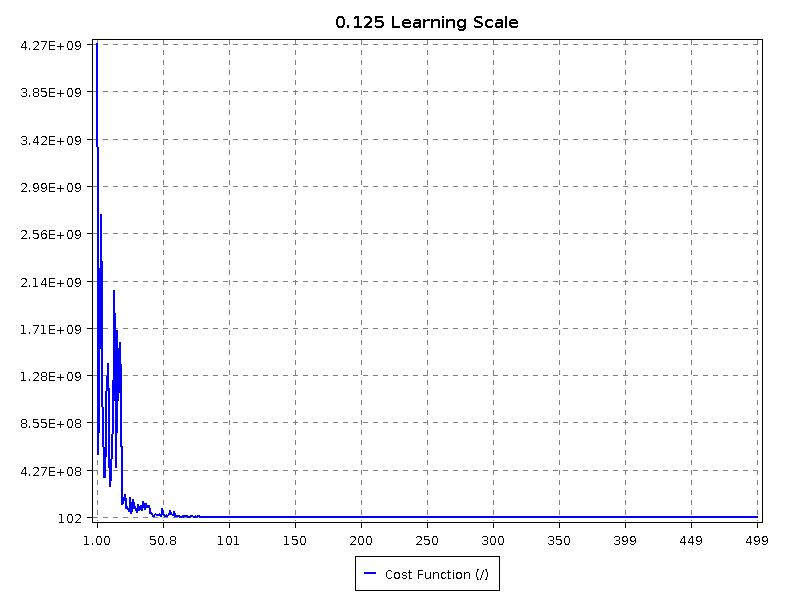 0.125 Learning Scale
4.27E+09
3.85E+09
3.42E+09
2.99E+09
2.56E+09
2.14E+09
1.71E+09
1.28E+09
8.55E+08
4.27E+08
102
1.00 50.8 101 150 200 250 300 350 399 449 499
Cost Function (/)